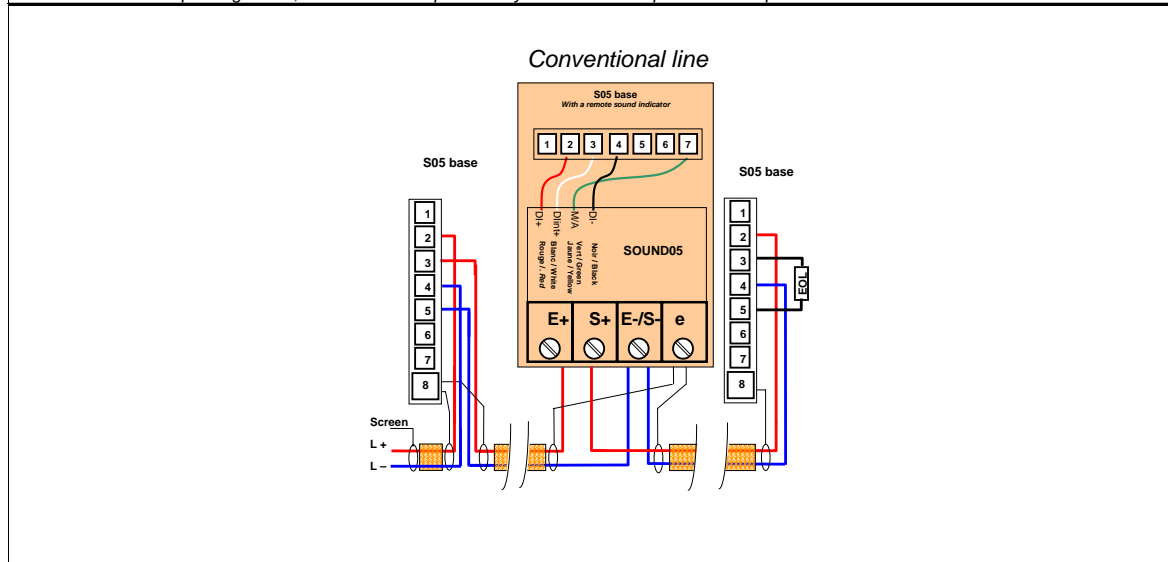 Conventional line
S05 base
With a remote sound indicator
1 2 3 4 5 6 7
DI+
DIint+
M/A
DI-
Rouge /. Red
Blanc / White
Jaune / Yellow
Vert / Green
Noir / Black
SOUND05
E+ S+ E-/S- e
S05 base
1
2
3
4
5
6
7
8
Screen
L +
L –
S05 base
1
2
3
4
5
6
7
8
EOL